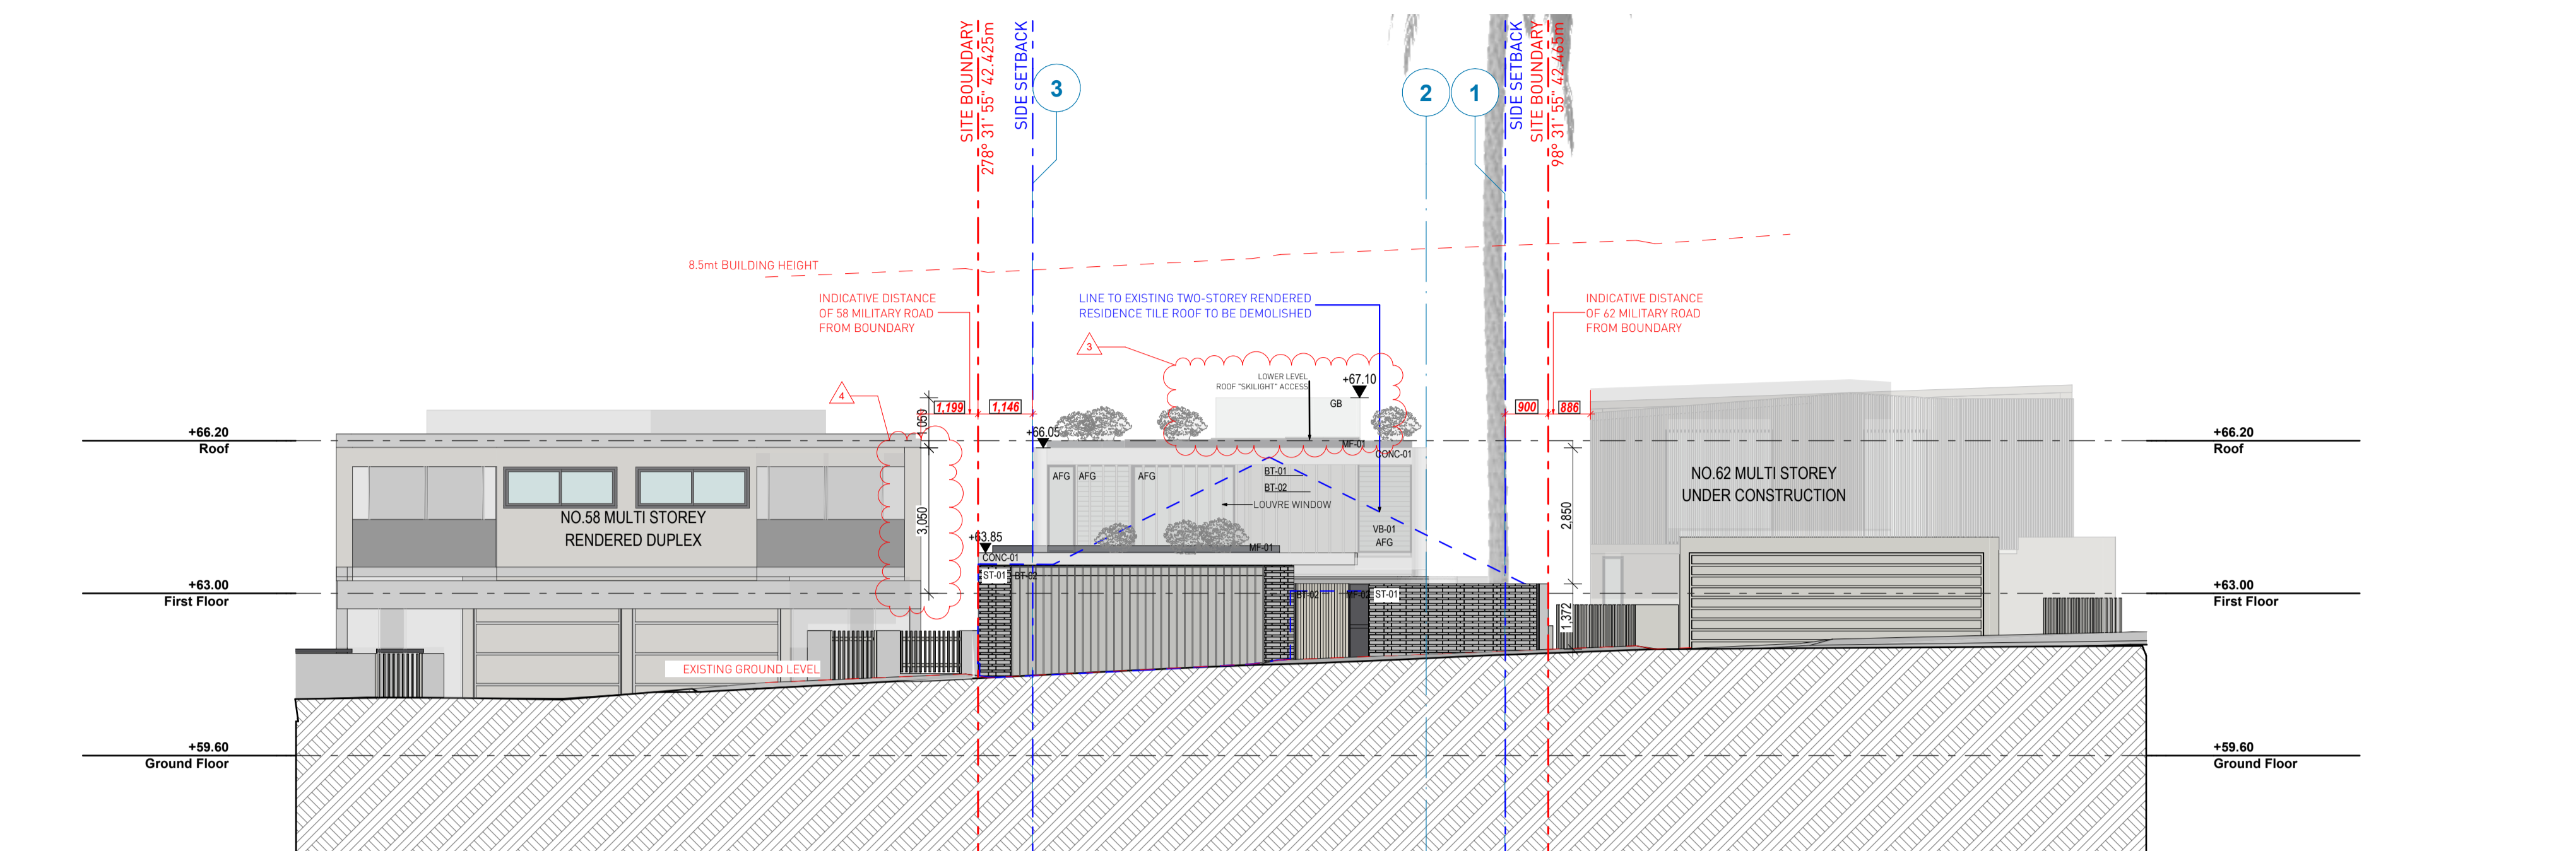 SITE BOUNDARY
278° 31' 55" 42.425m
SIDE SETBACK
3
2
1
SIDE SETBACK
SITE BOUNDARY
98° 31' 55" 42.465m
8.5mt BUILDING HEIGHT
INDICATIVE DISTANCE
OF 58 MILITARY ROAD
FROM BOUNDARY
LINE TO EXISTING TWO-STOREY RENDERED
RESIDENCE TILE ROOF TO BE DEMOLISHED
INDICATIVE DISTANCE
OF 62 MILITARY ROAD
FROM BOUNDARY
3
4
LOWER LEVEL
ROOF "SKILIGHT" ACCESS
+67.10
GB
1,199
1,146
900
886
1,050
+66.05
MF-01
CONC-01
+66.20
Roof
+66.20
Roof
AFG
AFG
AFG
BT-01
BT-02
LOUVRE WINDOW
VB-01
AFG
NO.58 MULTI STOREY
RENDERED DUPLEX
NO.62 MULTI STOREY
UNDER CONSTRUCTION
3,050
2,850
+63.85
MF-01
CONC-01
ST-01
BT-02
BT-02
MF-02
ST-01
+63.00
First Floor
+63.00
First Floor
1,372
EXISTING GROUND LEVEL
+59.60
Ground Floor
+59.60
Ground Floor